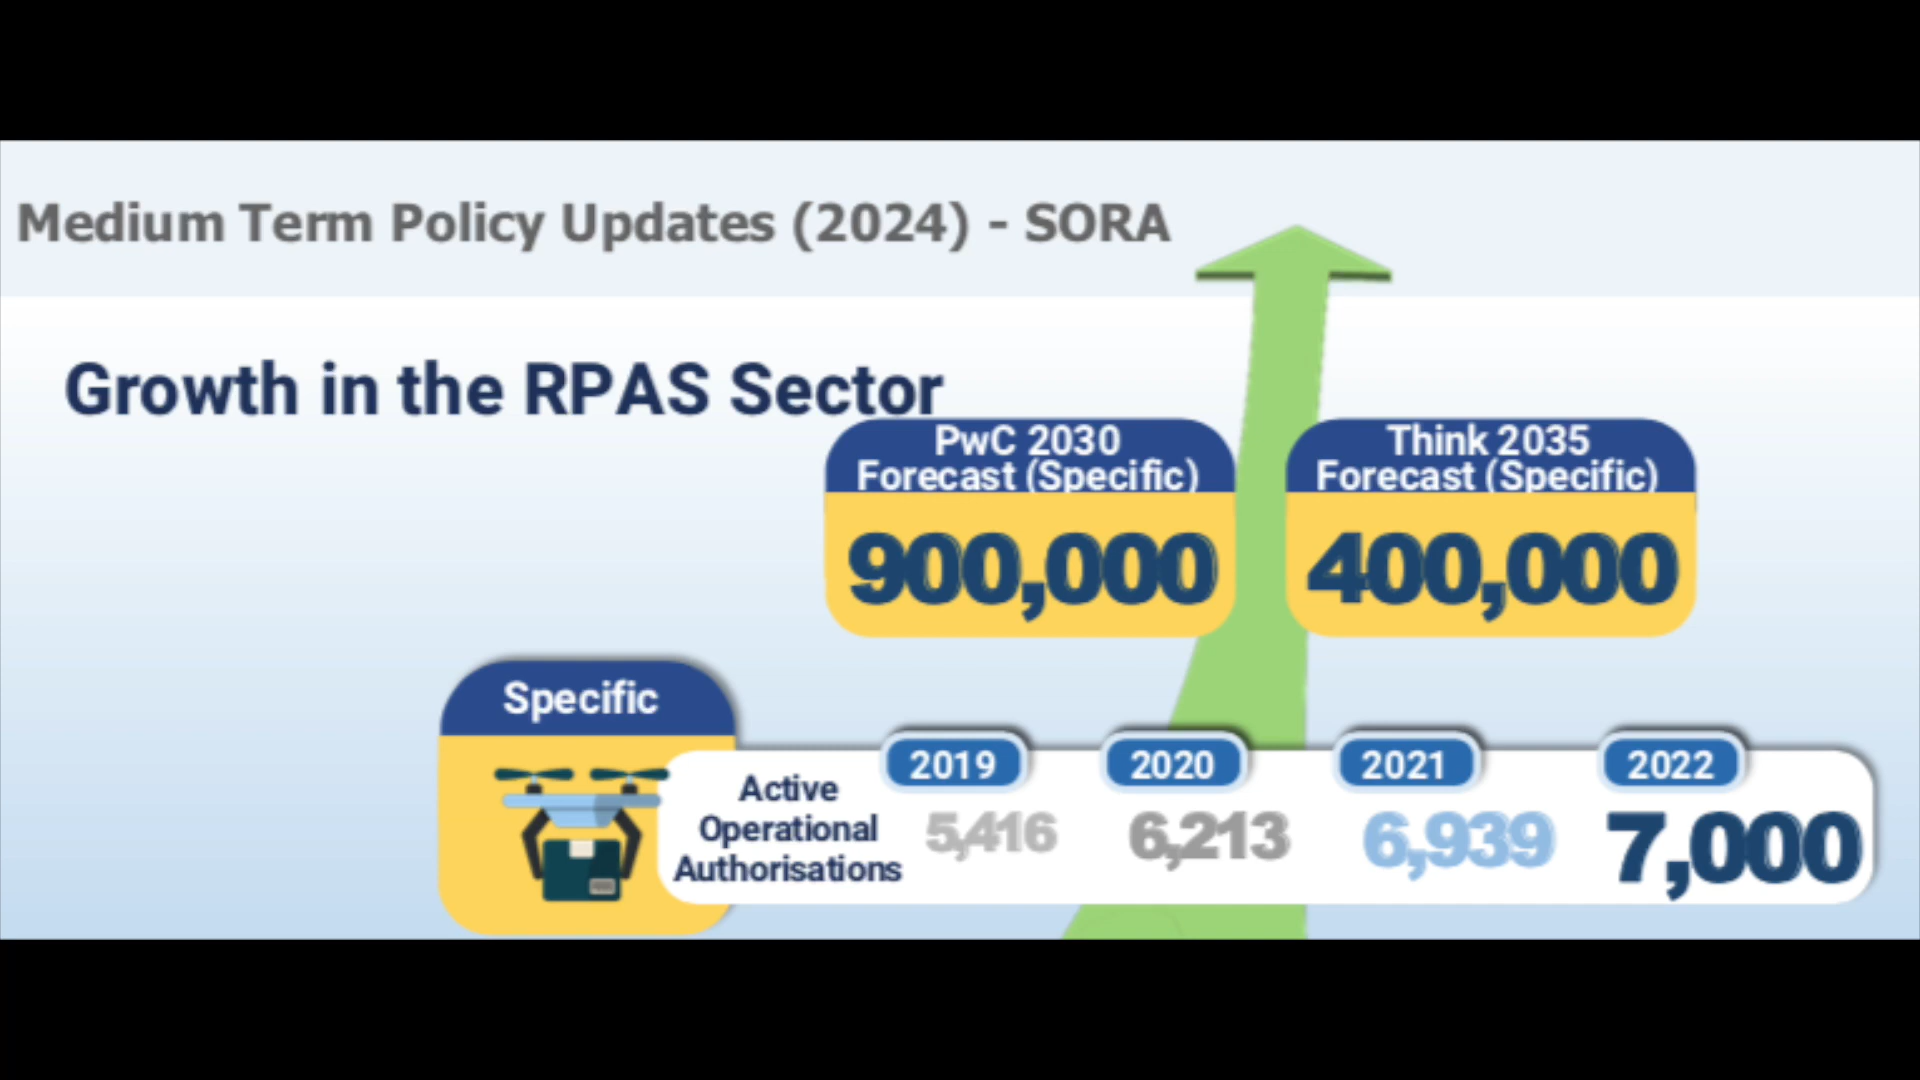 Medium Term Policy Updates (2024) - SORA
Growth in the RPAS Sector
PwC 2030
Forecast (Specific)
900,000
Think 2035
Forecast (Specific)
400,000
Specific
Active
Operational
Authorisations
2019
5,416
2020
6,213
2021
6,939
2022
7,000